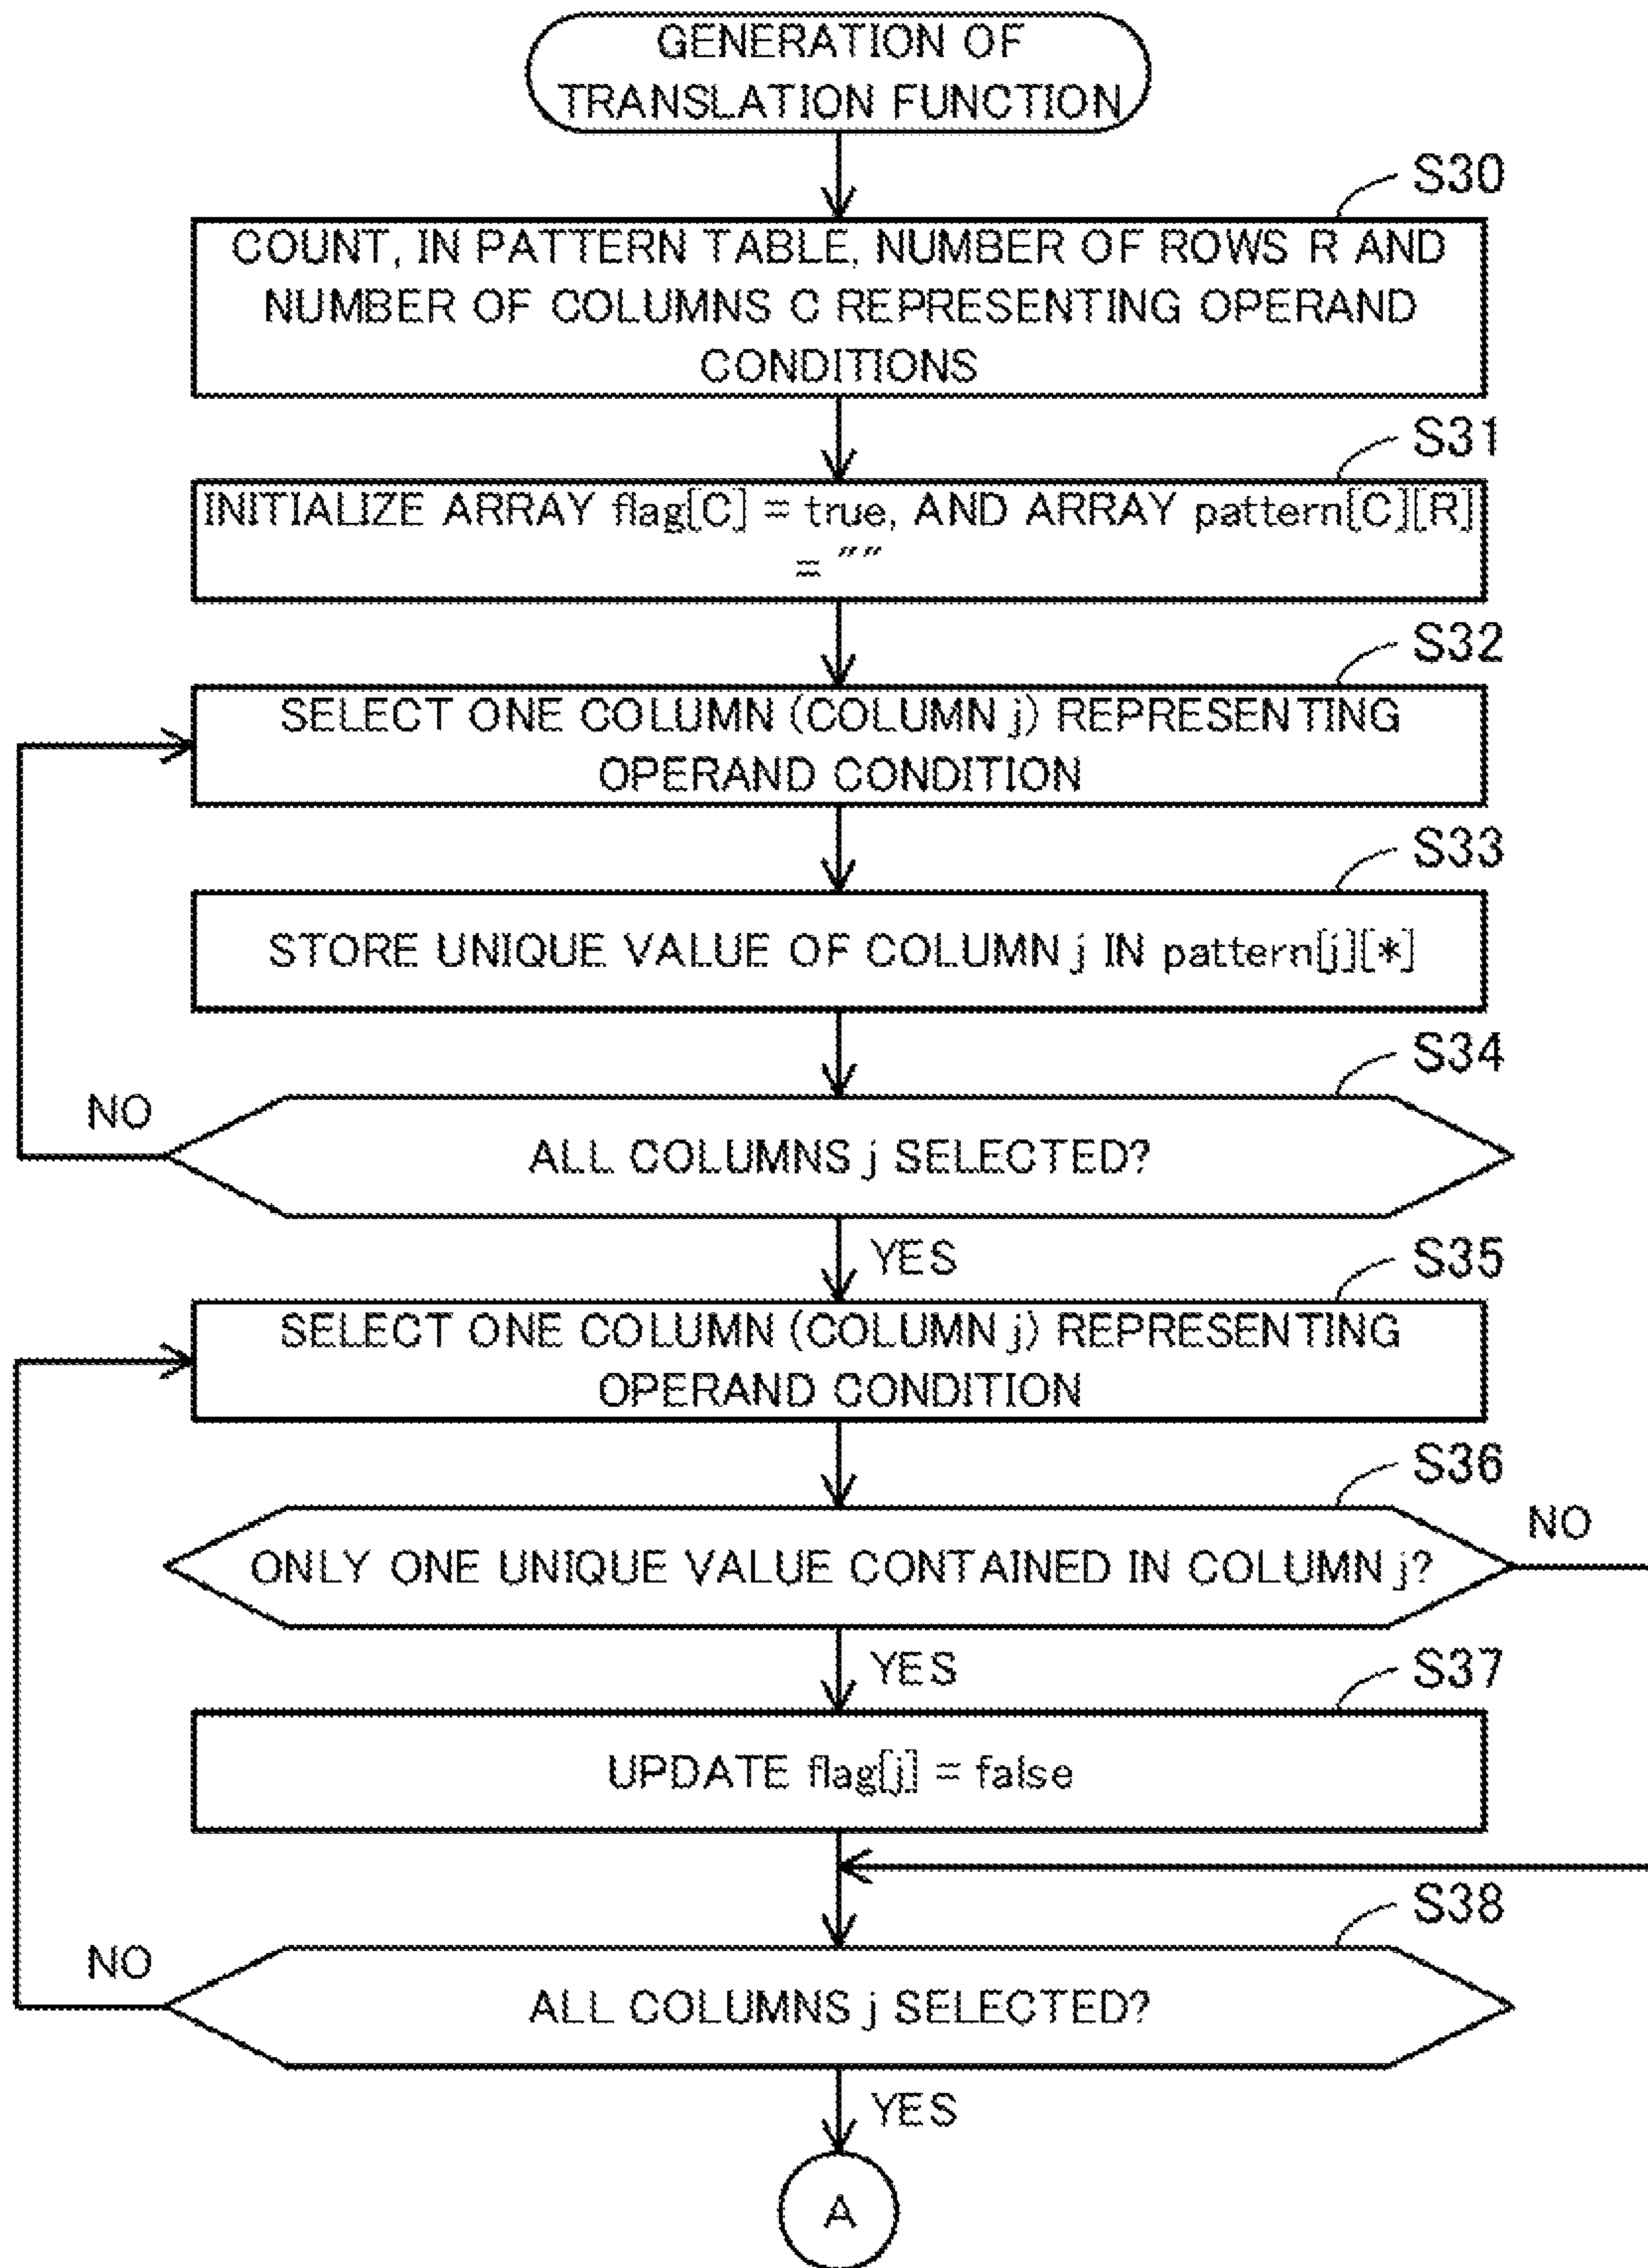 GENERATION OF
TRANSLATION FUNCTION
S30
COUNT, IN PATTERN TABLE, NUMBER OF ROWS R AND
NUMBER OF COLUMNS C REPRESENTING OPERAND
CONDITIONS
S31
INITIALIZE ARRAY flag[C] = true, AND ARRAY pattern[C][R]
= ""
S32
SELECT ONE COLUMN (COLUMN j) REPRESENTING
OPERAND CONDITION
S33
STORE UNIQUE VALUE OF COLUMN j IN pattern[j][*]
S34
NO
ALL COLUMNS j SELECTED?
YES
S35
SELECT ONE COLUMN (COLUMN j) REPRESENTING
OPERAND CONDITION
S36
NO
ONLY ONE UNIQUE VALUE CONTAINED IN COLUMN j?
YES
S37
UPDATE flag[j] = false
S38
NO
ALL COLUMNS j SELECTED?
YES
A